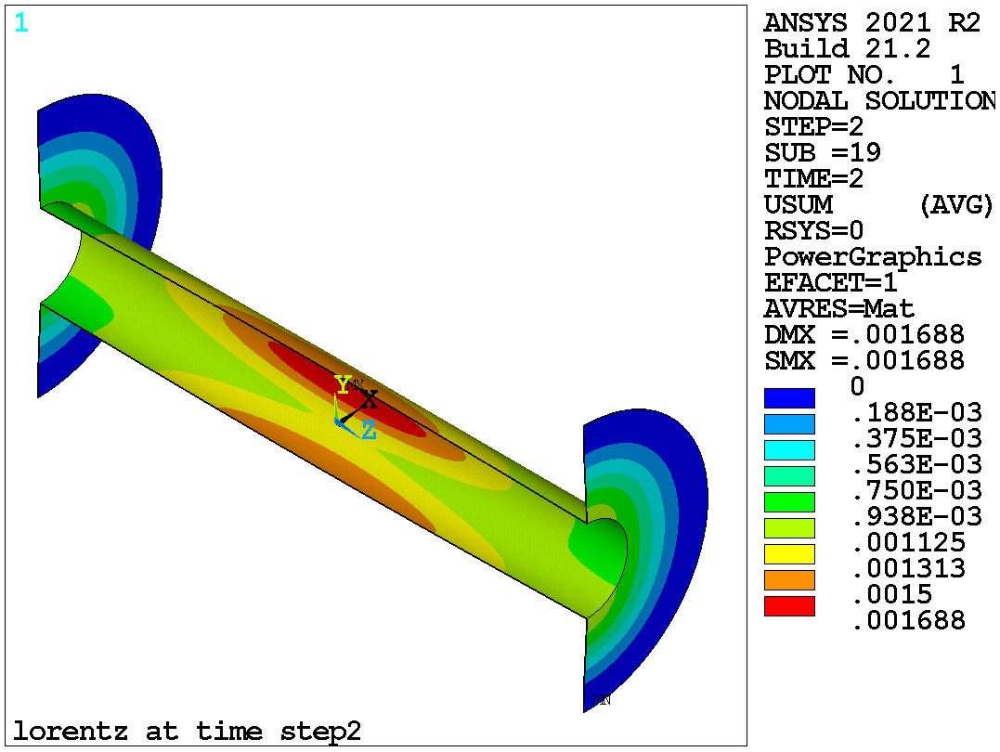 1
ANSYS 2021 R2
Build 21.2
PLOT NO. 1
NODAL SOLUTION
STEP=2
SUB =19
TIME=2
USUM (AVG)
RSYS=0
PowerGraphics
EFACET=1
AVRES=Mat
DMX =.001688
SMX =.001688
0
.188E-03
.375E-03
.563E-03
.750E-03
.938E-03
.001125
.001313
.0015
.001688
Y
MX
X
Z
MN
lorentz at time step2